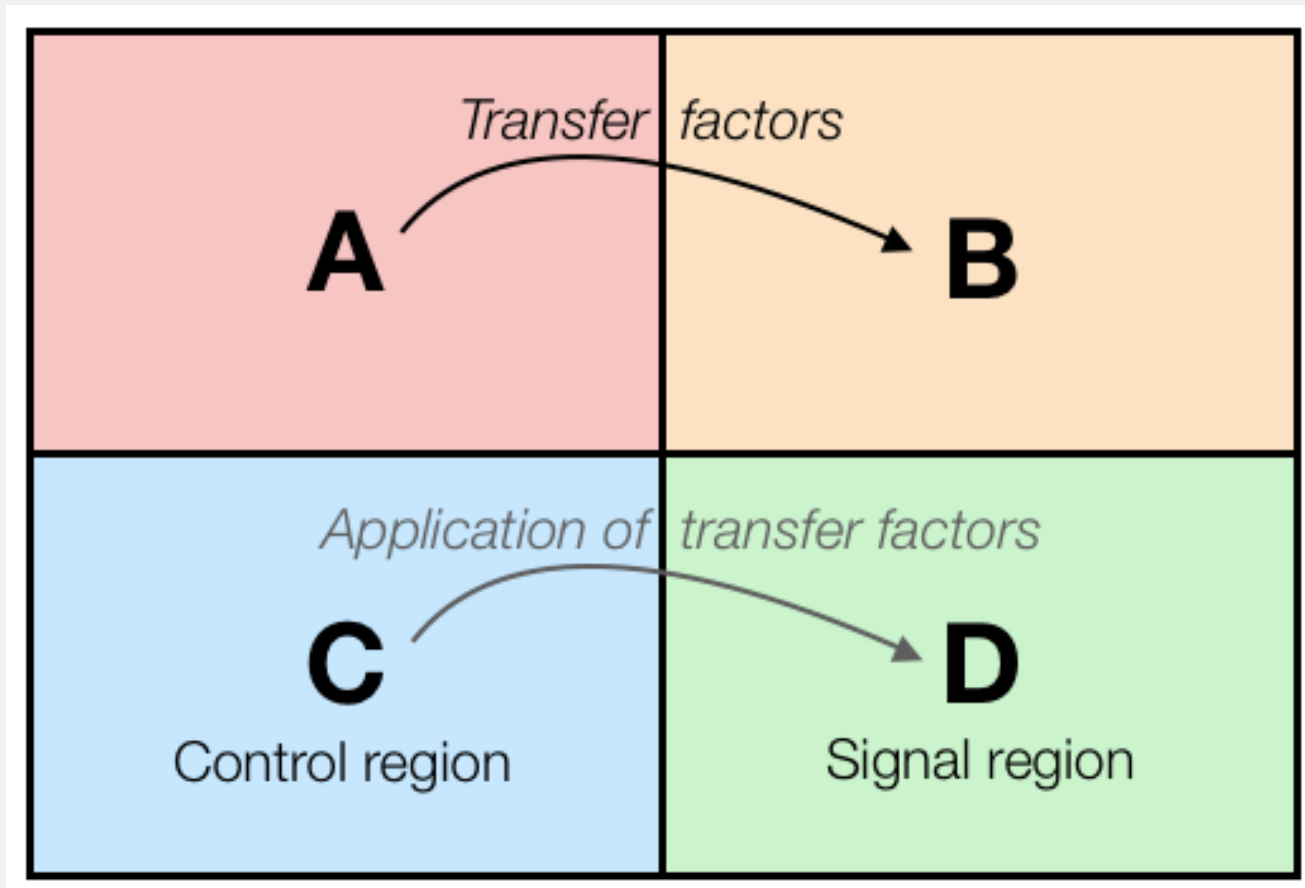 Transfer factors
A
B
Application of transfer factors
C
D
Control region
Signal region